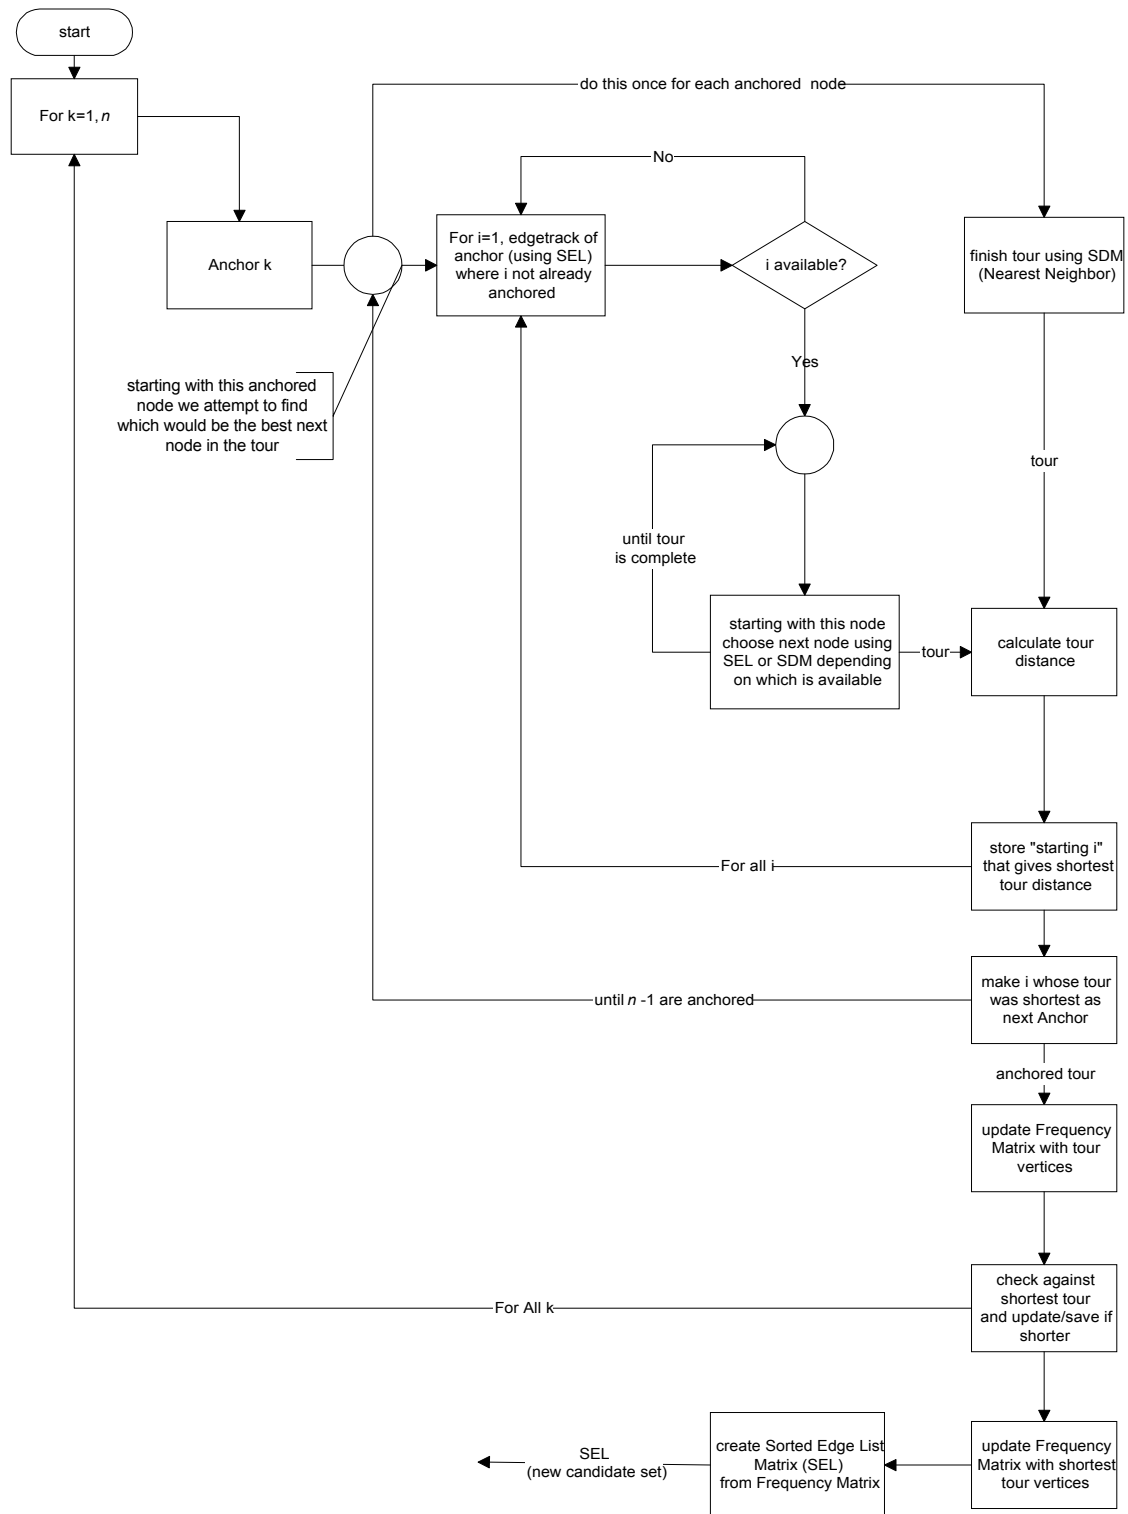 start
For k=1, n
do this once for each anchored node
No
Anchor k
For i=1, edgetrack of
anchor (using SEL)
where i not already
anchored
i available?
finish tour using SDM
(Nearest Neighbor)
Yes
starting with this anchored
node we attempt to find
which would be the best next
node in the tour
tour
until tour
is complete
starting with this node
choose next node using
SEL or SDM depending
on which is available
tour
calculate tour
distance
store "starting i"
that gives shortest
tour distance
For all i
make i whose tour
was shortest as
next Anchor
until n -1 are anchored
anchored tour
update Frequency
Matrix with tour
vertices
check against
shortest tour
and update/save if
shorter
For All k
SEL
(new candidate set)
create Sorted Edge List
Matrix (SEL)
from Frequency Matrix
update Frequency
Matrix with shortest
tour vertices